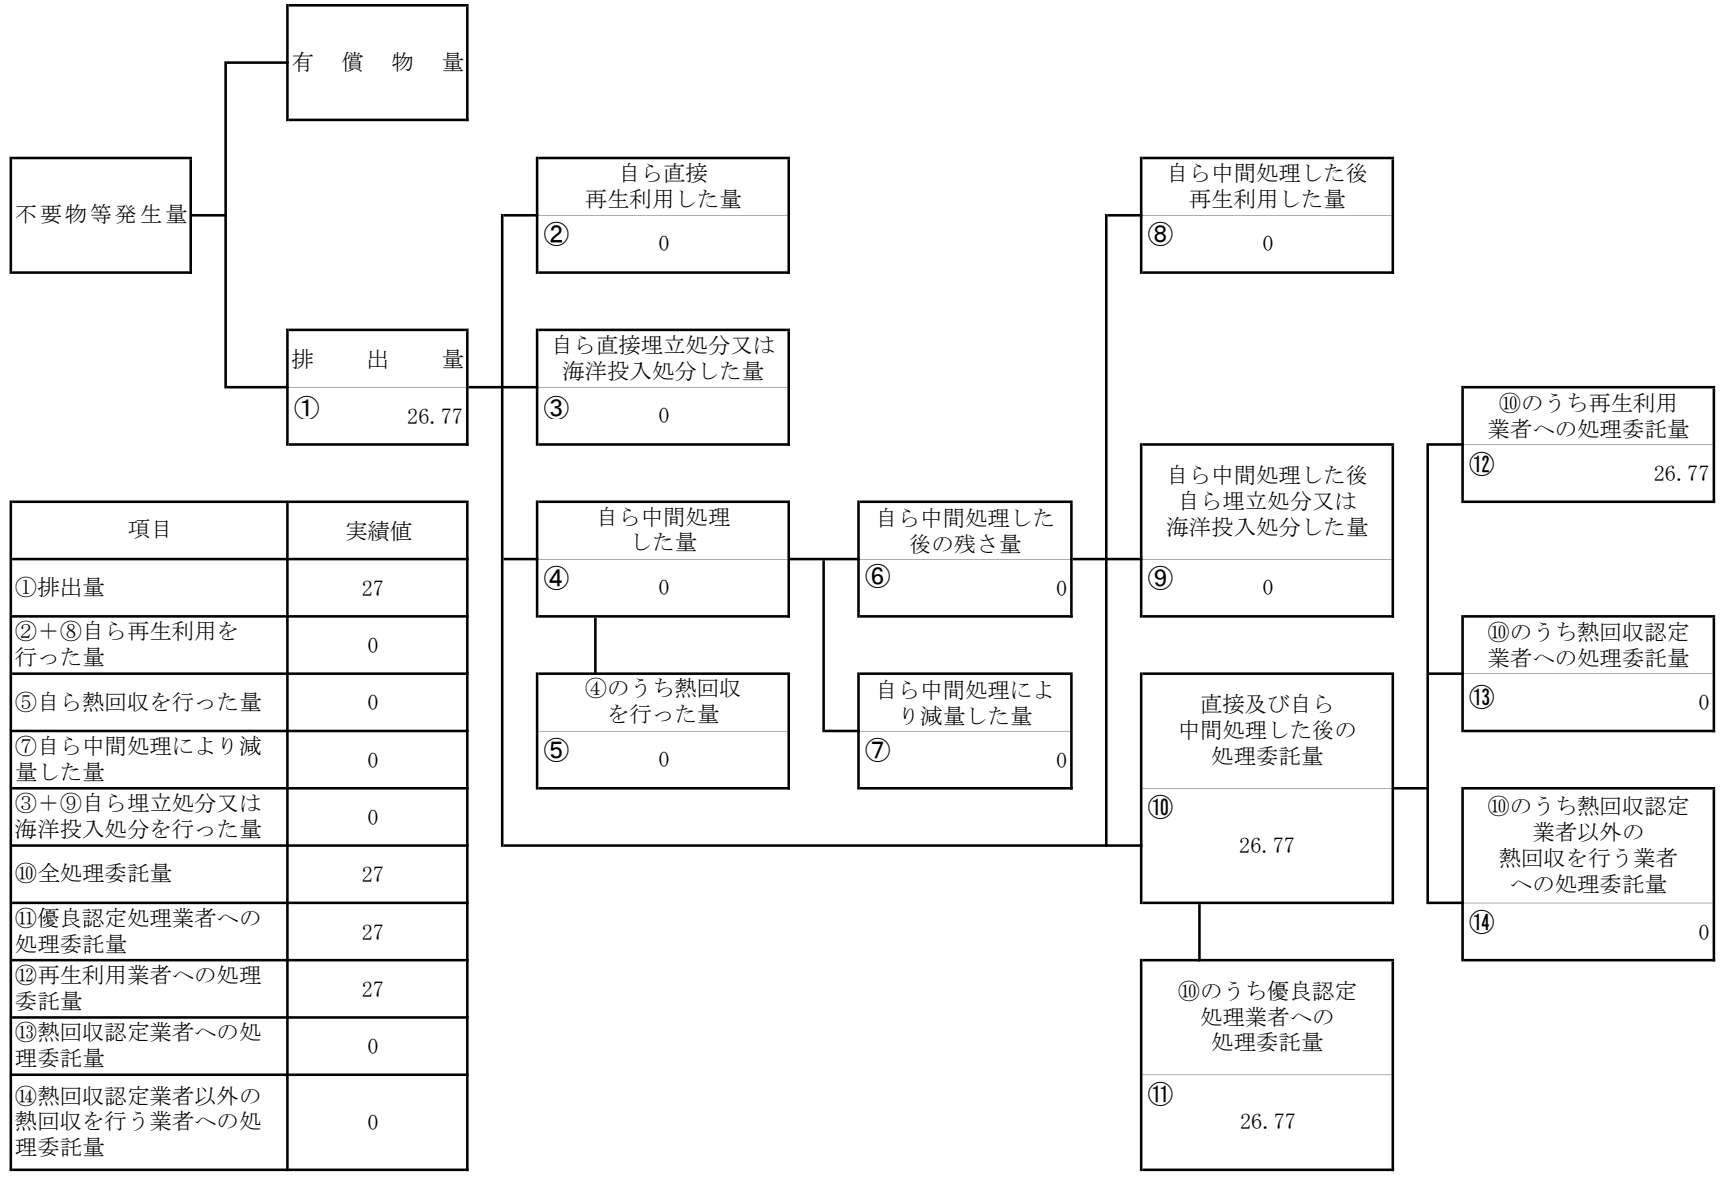 有償物量
不要物等発生量
排出量
①
26.77
自ら直接
再生利用した量
②
0
自ら直接埋立処分又は
海洋投入処分した量
③
0
自ら中間処理
した量
④
0
④のうち熱回収
を行った量
⑤
0
自ら中間処理した
後の残さ量
⑥
0
自ら中間処理によ
り減量した量
⑦
0
自ら中間処理した後
再生利用した量
⑧
0
自ら中間処理した後
自ら埋立処分又は
海洋投入処分した量
⑨
0
直接及び自ら
中間処理した後の
処理委託量
⑩
26.77
⑩のうち優良認定
処理業者への
処理委託量
⑪
26.77
⑩のうち再生利用
業者への処理委託量
⑫
26.77
⑩のうち熱回収認定
業者への処理委託量
⑬
0
⑩のうち熱回収認定
業者以外の
熱回収を行う業者
への処理委託量
⑭
0
項目 実績値
①排出量 27
②＋⑧自ら再生利用を
行った量 0
⑤自ら熱回収を行った量 0
⑦自ら中間処理により減
量した量 0
③＋⑨自ら埋立処分又は
海洋投入処分を行った量 0
⑩全処理委託量 27
⑪優良認定処理業者への
処理委託量 27
⑫再生利用業者への処理
委託量 27
⑬熱回収認定業者への処
理委託量 0
⑭熱回収認定業者以外の
熱回収を行う業者への処 0
理委託量